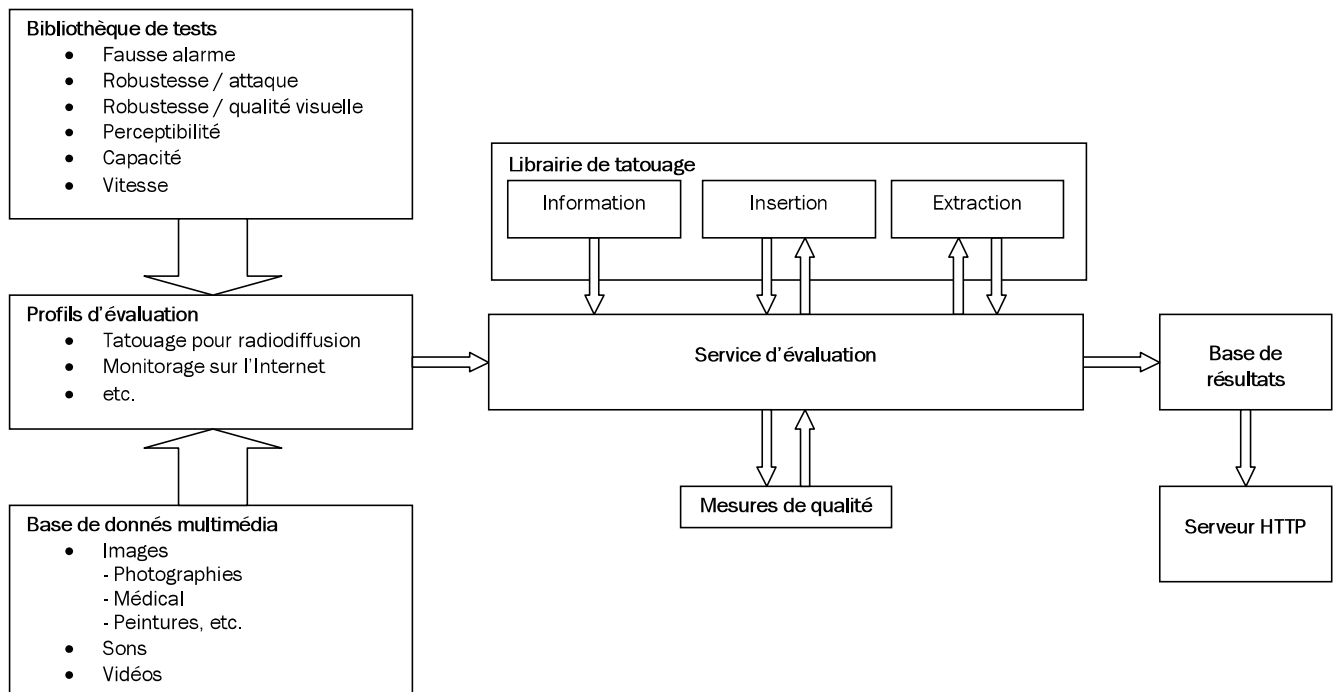 Bibliothèque de tests
• Fausse alarme
• Robustesse / attaque
• Robustesse / qualité visuelle
• Perceptibilité
• Capacité
• Vitesse
Librairie de tatouage
Information
Insertion
Extraction
Profils d'évaluation
• Tatouage pour radiodiffusion
• Monitorage sur l'Internet
• etc.
Service d'évaluation
Base de
résultats
Mesures de qualité
Serveur HTTP
Base de donnés multimédia
• Images
- Photographies
- Médical
- Peintures, etc.
• Sons
• Vidéos